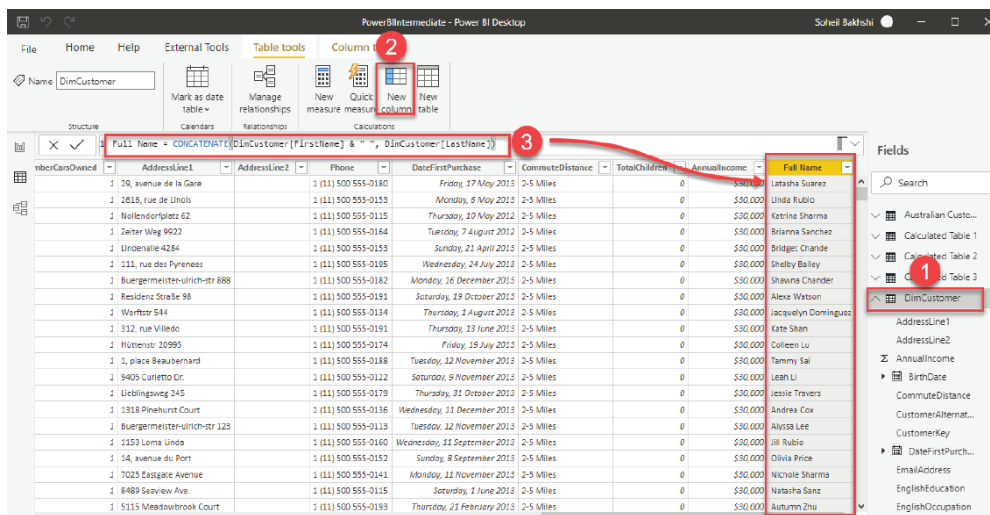 PowerBIIntermediate - Power BI Desktop
Soheil Bakhshi
File Home Help External Tools Table tools Column t
2
Name DimCustomer
Mark as date table
Manage relationships
New measure
Quick measure
New column
New table
Structure Calendars Relationships Calculations
1 Full Name = CONCATENATE(DimCustomer[FirstName] & " ", DimCustomer[LastName])
3
Fields
Search
mberCarsOwned AddressLine1 AddressLine2 Phone DateFirstPurchase CommuteDistance TotalChildren AnnualIncome Full Name
1 29, avenue de la Gare 1 (11) 500 555-0180 Friday, 17 May 2013 2-5 Miles 0 $30,000 Latasha Suarez
1 2616, rue de Linois 1 (11) 500 555-0153 Monday, 6 May 2013 2-5 Miles 0 $30,000 Linda Rubio
1 Nollendorfplatz 62 1 (11) 500 555-0115 Thursday, 10 May 2012 2-5 Miles 0 $30,000 Katrina Sharma
1 Zeiter Weg 9922 1 (11) 500 555-0164 Tuesday, 7 August 2012 2-5 Miles 0 $30,000 Brianna Sanchez
1 Lindenalle 4284 1 (11) 500 555-0153 Sunday, 21 April 2013 2-5 Miles 0 $30,000 Bridget Chande
1 111, rue des Pyrenees 1 (11) 500 555-0195 Wednesday, 24 July 2013 2-5 Miles 0 $30,000 Shelby Bailey
1 Buergermeister-ulrich-str 888 1 (11) 500 555-0182 Monday, 16 December 2013 2-5 Miles 0 $30,000 Shawna Chander
1 Residenz Straße 98 1 (11) 500 555-0191 Saturday, 19 October 2013 2-5 Miles 0 $30,000 Alexa Watson
1 Werftstr 544 1 (11) 500 555-0134 Thursday, 1 August 2013 2-5 Miles 0 $30,000 Jacquelyn Dominguez
1 312, rue Villedo 1 (11) 500 555-0191 Thursday, 13 June 2013 2-5 Miles 0 $30,000 Kate Shan
1 Hüttenstr 20995 1 (11) 500 555-0174 Friday, 19 July 2013 2-5 Miles 0 $30,000 Colleen Lu
1 1, place Beaubernard 1 (11) 500 555-0188 Tuesday, 12 November 2013 2-5 Miles 0 $30,000 Tammy Sai
1 9405 Curletto Dr. 1 (11) 500 555-0122 Saturday, 9 November 2013 2-5 Miles 0 $30,000 Leah Li
1 Lieblingsweg 245 1 (11) 500 555-0179 Thursday, 31 October 2013 2-5 Miles 0 $30,000 Jessie Travers
1 1318 Pinehurst Court 1 (11) 500 555-0136 Wednesday, 11 December 2013 2-5 Miles 0 $30,000 Andrea Cox
1 Buergermeister-ulrich-str 123 1 (11) 500 555-0113 Tuesday, 12 November 2013 2-5 Miles 0 $30,000 Alyssa Lee
1 1153 Loma Linda 1 (11) 500 555-0160 Wednesday, 11 September 2013 2-5 Miles 0 $30,000 Jill Rubio
1 14, avenue du Port 1 (11) 500 555-0152 Sunday, 8 September 2013 2-5 Miles 0 $30,000 Olivia Price
1 7025 Eastgate Avenue 1 (11) 500 555-0141 Monday, 11 November 2013 2-5 Miles 0 $30,000 Nichole Sharma
1 8489 Seaview Ave. 1 (11) 500 555-0115 Saturday, 1 June 2013 2-5 Miles 0 $30,000 Natasha Sanz
1 5115 Meadowbrook Court 1 (11) 500 555-0193 Thursday, 21 February 2013 2-5 Miles 0 $30,000 Autumn Zhu
Australian Custo...
Calculated Table 1
Calculated Table 2
ed Table 3
1
DimCustomer
AddressLine1
AddressLine2
Σ AnnualIncome
BirthDate
CommuteDistance
CustomerAlternat...
CustomerKey
DateFirstPurch...
EmailAddress
EnglishEducation
EnglishOccupation